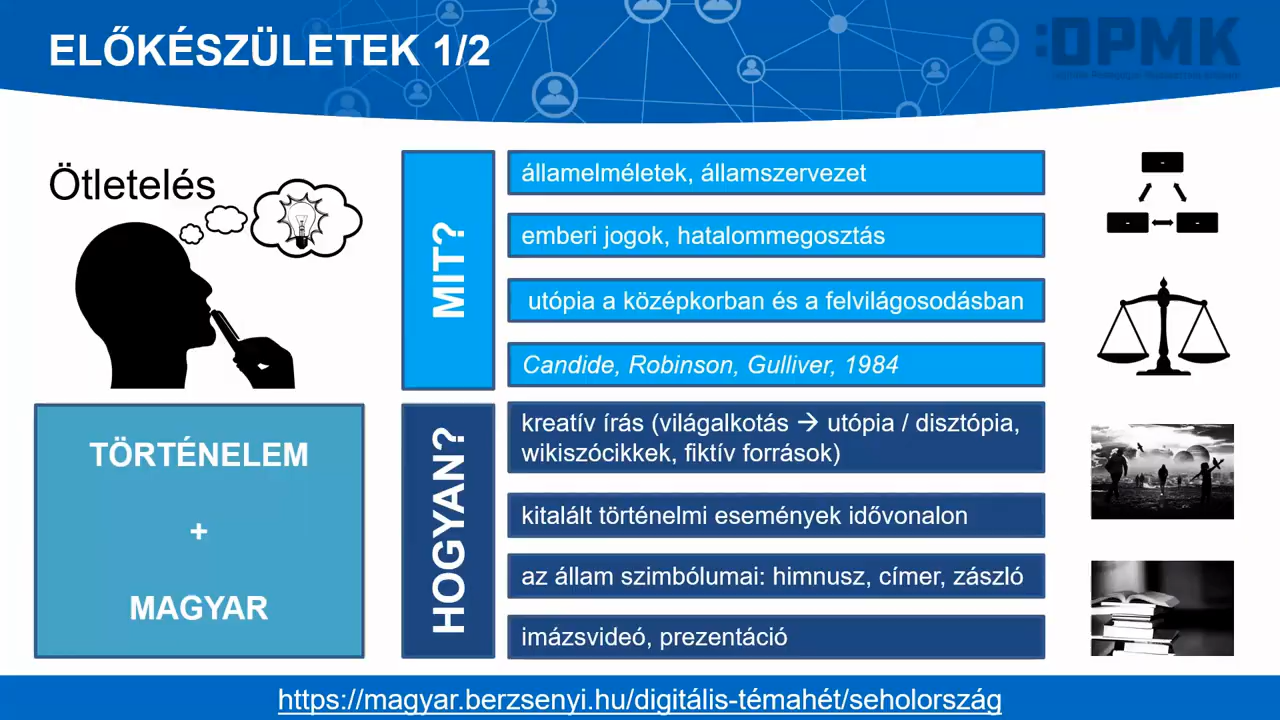 ELŐKÉSZÜLETEK 1/2
:DPMK
Ötletelés
TÖRTÉNELEM
+
MAGYAR
MIT?
államelméletek, államszervezet
emberi jogok, hatalommegosztás
utópia a középkorban és a felvilágosodásban
Candide, Robinson, Gulliver, 1984
HOGYAN?
kreatív írás (világalkotás → utópia / disztópia,
wikiszócikkek, fiktív források)
kitalált történelmi események idővonalon
az állam szimbólumai: himnusz, címer, zászló
imázsvideó, prezentáció
https://magyar.berzsenyi.hu/digitális-témahét/seholország